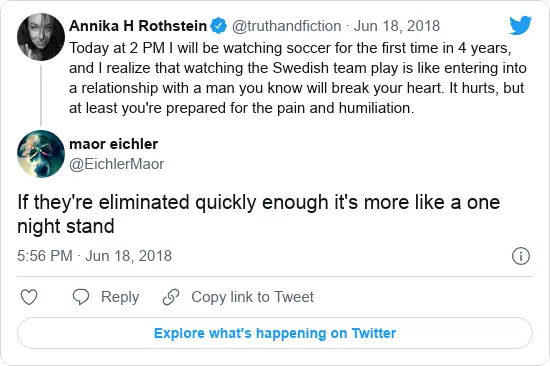 Annika H Rothstein @truthandfiction · Jun 18, 2018
Today at 2 PM I will be watching soccer for the first time in 4 years,
and I realize that watching the Swedish team play is like entering into
a relationship with a man you know will break your heart. It hurts, but
at least you're prepared for the pain and humiliation.
maor eichler
@EichlerMaor
If they're eliminated quickly enough it's more like a one
night stand
5:56 PM · Jun 18, 2018
Reply Copy link to Tweet
Explore what's happening on Twitter